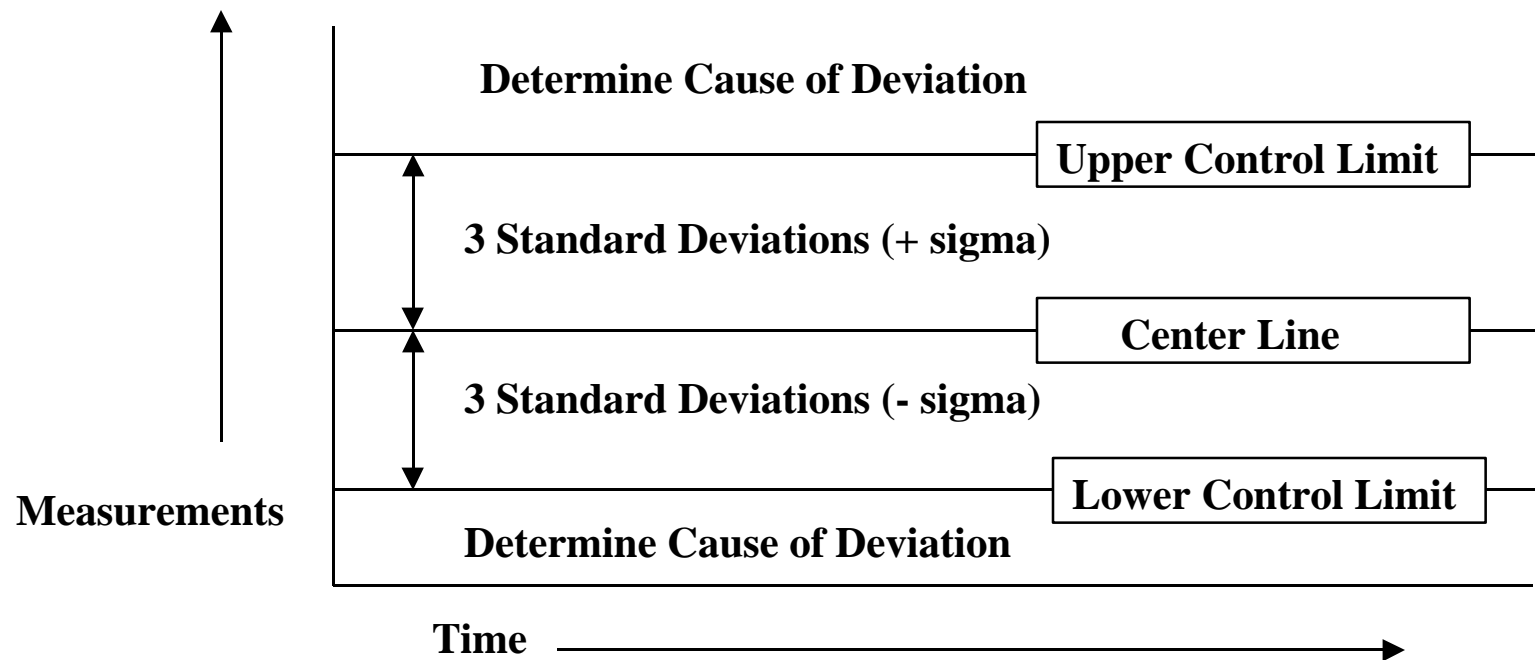 Determine Cause of Deviation
Upper Control Limit
3 Standard Deviations (+ sigma)
Center Line
3 Standard Deviations (- sigma)
Lower Control Limit
Measurements
Determine Cause of Deviation
Time